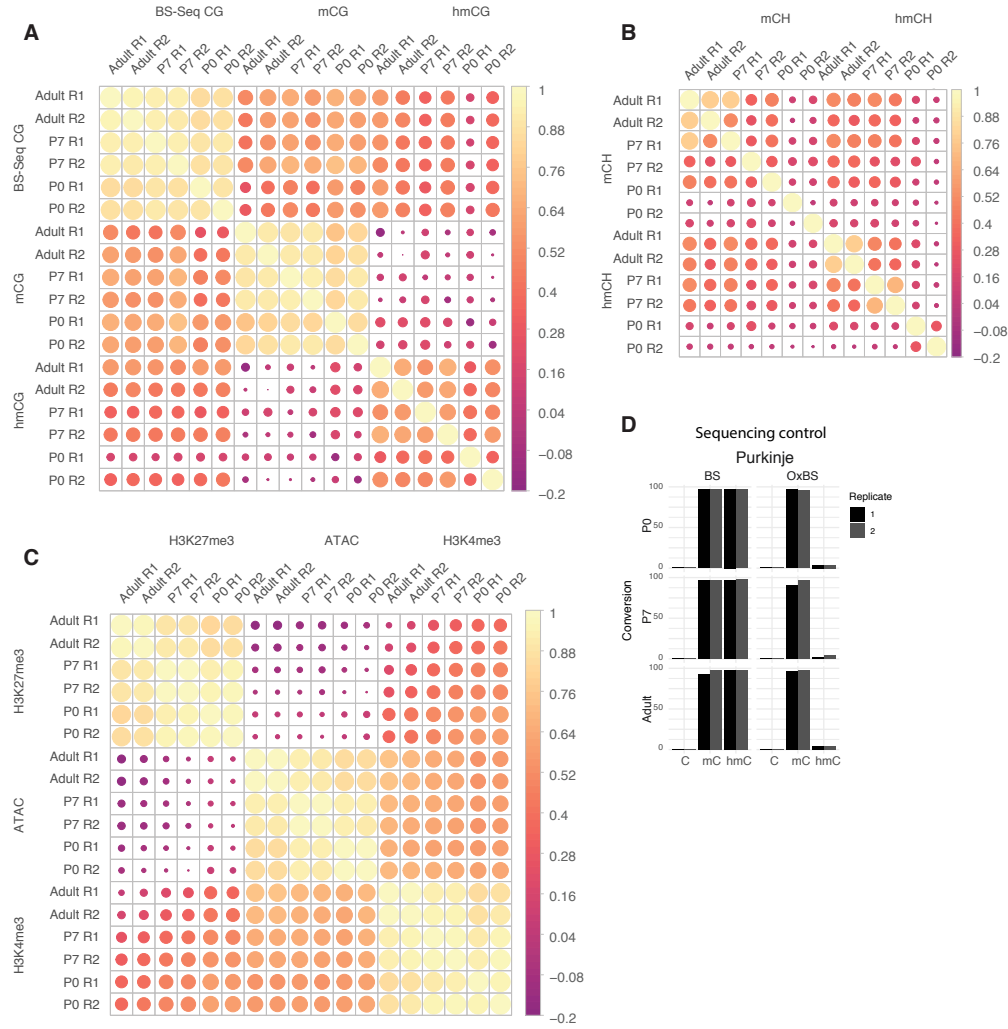 A
BS-Seq CG mCG hmCG
Adult R1 Adult R2 P7 R1 P7 R2 P0 R1 P0 R2 Adult R1 Adult R2 P7 R1 P7 R2 P0 R1 P0 R2 Adult R1 Adult R2 P7 R1 P7 R2 P0 R1 P0 R2
BS-Seq CG
Adult R1
Adult R2
P7 R1
P7 R2
P0 R1
P0 R2
mCG
Adult R1
Adult R2
P7 R1
P7 R2
P0 R1
P0 R2
hmCG
Adult R1
Adult R2
P7 R1
P7 R2
P0 R1
P0 R2
1
0.88
0.76
0.64
0.52
0.4
0.28
0.16
0.04
−0.08
−0.2
B
mCH hmCH
Adult R1 Adult R2 P7 R1 P7 R2 P0 R1 P0 R2 Adult R1 Adult R2 P7 R1 P7 R2 P0 R1 P0 R2
mCH
Adult R1
Adult R2
P7 R1
P7 R2
P0 R1
P0 R2
hmCH
Adult R1
Adult R2
P7 R1
P7 R2
P0 R1
P0 R2
1
0.88
0.76
0.64
0.52
0.4
0.28
0.16
0.04
−0.08
−0.2
C
H3K27me3 ATAC H3K4me3
Adult R1 Adult R2 P7 R1 P7 R2 P0 R1 P0 R2 Adult R1 Adult R2 P7 R1 P7 R2 P0 R1 P0 R2 Adult R1 Adult R2 P7 R1 P7 R2 P0 R1 P0 R2
H3K27me3
Adult R1
Adult R2
P7 R1
P7 R2
P0 R1
P0 R2
ATAC
Adult R1
Adult R2
P7 R1
P7 R2
P0 R1
P0 R2
H3K4me3
Adult R1
Adult R2
P7 R1
P7 R2
P0 R1
P0 R2
1
0.88
0.76
0.64
0.52
0.4
0.28
0.16
0.04
−0.08
−0.2
D
Sequencing control
Purkinje
BS OxBS
Conversion
P0
100
50
0
P7
100
50
0
Adult
100
50
0
C mC hmC C mC hmC
Replicate
1
2